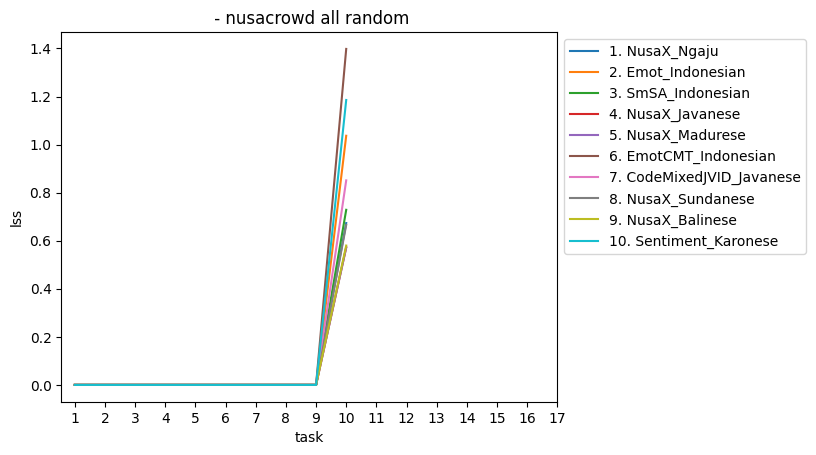 - nusacrowd all random
1.4
1.2
1.0
0.8
0.6
0.4
0.2
0.0
lss
1 2 3 4 5 6 7 8 9 10 11 12 13 14 15 16 17
task
1. NusaX_Ngaju
2. Emot_Indonesian
3. SmSA_Indonesian
4. NusaX_Javanese
5. NusaX_Madurese
6. EmotCMT_Indonesian
7. CodeMixedJVID_Javanese
8. NusaX_Sundanese
9. NusaX_Balinese
10. Sentiment_Karonese